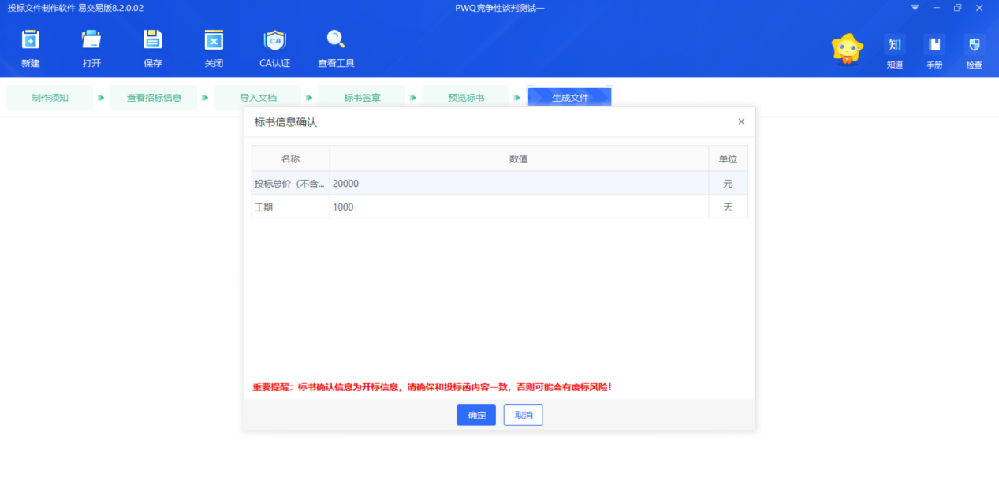 投标文件制作软件 易交易版8.2.0.02
PWQ竞争性谈判测试一
新建
打开
保存
关闭
CA
CA认证
查看工具
知
知道
手册
检查
制作须知
查看招标信息
导入文档
标书签章
预览标书
生成文件
标书信息确认
名称 数值 单位
投标总价（不含... 20000 元
工期 1000 天
重要提醒：标书确认信息为开标信息，请确保和投标函内容一致，否则可能会有废标风险！
确定
取消